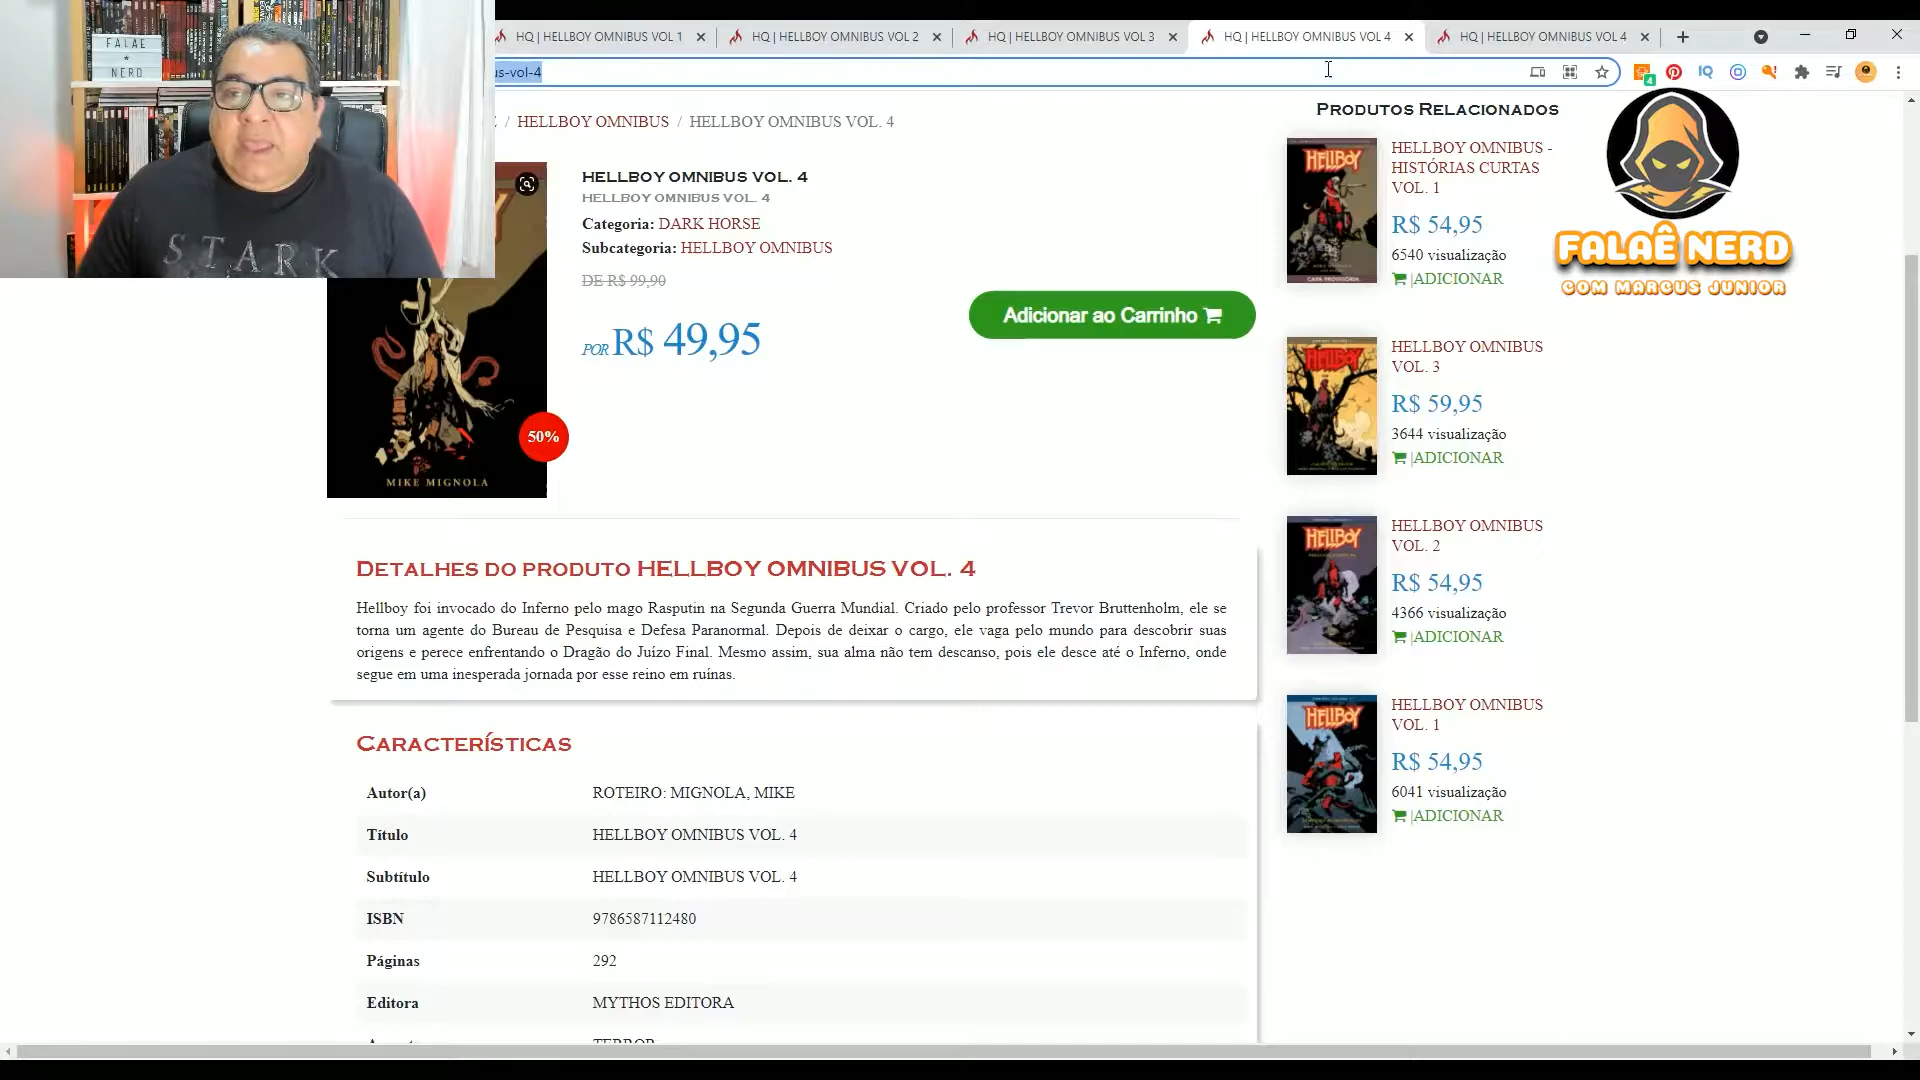 FALAE
*
NERD
STARK
HQ | HELLBOY OMNIBUS VOL 1
HQ | HELLBOY OMNIBUS VOL 2
HQ | HELLBOY OMNIBUS VOL 3
HQ | HELLBOY OMNIBUS VOL 4
HQ | HELLBOY OMNIBUS VOL 4
us-vol-4
IQ
4
/ HELLBOY OMNIBUS / HELLBOY OMNIBUS VOL. 4
HELLBOY OMNIBUS VOL. 4
HELLBOY OMNIBUS VOL. 4
Categoria: DARK HORSE
Subcategoria: HELLBOY OMNIBUS
DE R$ 99,90
POR R$ 49,95
Adicionar ao Carrinho
50%
MIKE MIGNOLA
DETALHES DO PRODUTO HELLBOY OMNIBUS VOL. 4
Hellboy foi invocado do Inferno pelo mago Rasputin na Segunda Guerra Mundial. Criado pelo professor Trevor Bruttenholm, ele se
torna um agente do Bureau de Pesquisa e Defesa Paranormal. Depois de deixar o cargo, ele vaga pelo mundo para descobrir suas
origens e perece enfrentando o Dragão do Juízo Final. Mesmo assim, sua alma não tem descanso, pois ele desce até o Inferno, onde
segue em uma inesperada jornada por esse reino em ruínas.
CARACTERÍSTICAS
Autor(a) ROTEIRO: MIGNOLA, MIKE
Título HELLBOY OMNIBUS VOL. 4
Subtítulo HELLBOY OMNIBUS VOL. 4
ISBN 9786587112480
Páginas 292
Editora MYTHOS EDITORA
TERROR
PRODUTOS RELACIONADOS
HELLBOY
CAPA PROVISÓRIA
HELLBOY OMNIBUS -
HISTÓRIAS CURTAS
VOL. 1
R$ 54,95
6540 visualização
|ADICIONAR
HELLBOY
HELLBOY OMNIBUS
VOL. 3
R$ 59,95
3644 visualização
|ADICIONAR
HELLBOY
HELLBOY OMNIBUS
VOL. 2
R$ 54,95
4366 visualização
|ADICIONAR
HELLBOY
HELLBOY OMNIBUS
VOL. 1
R$ 54,95
6041 visualização
|ADICIONAR
FALAÊ NERD
COM MARCUS JUNIOR